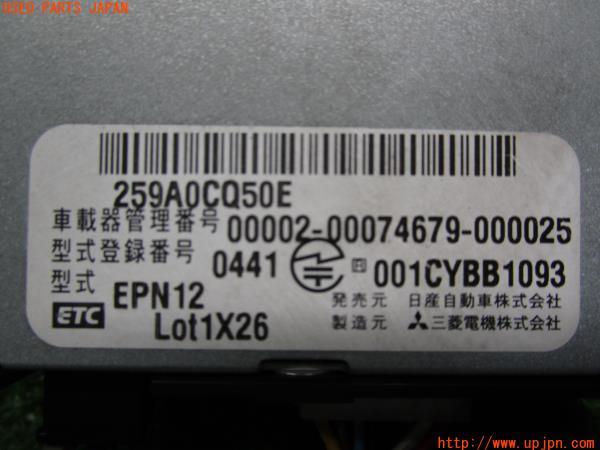 USED PARTS JAPAN
259A0CQ50E
車載器管理番号 00002-00074679-000025
型式登録番号 0441 R 001CYBB1093
型式 EPN12 発売元 日産自動車株式会社
ETC Lot1X26 製造元 三菱電機株式会社
http://www.upjpn.com/